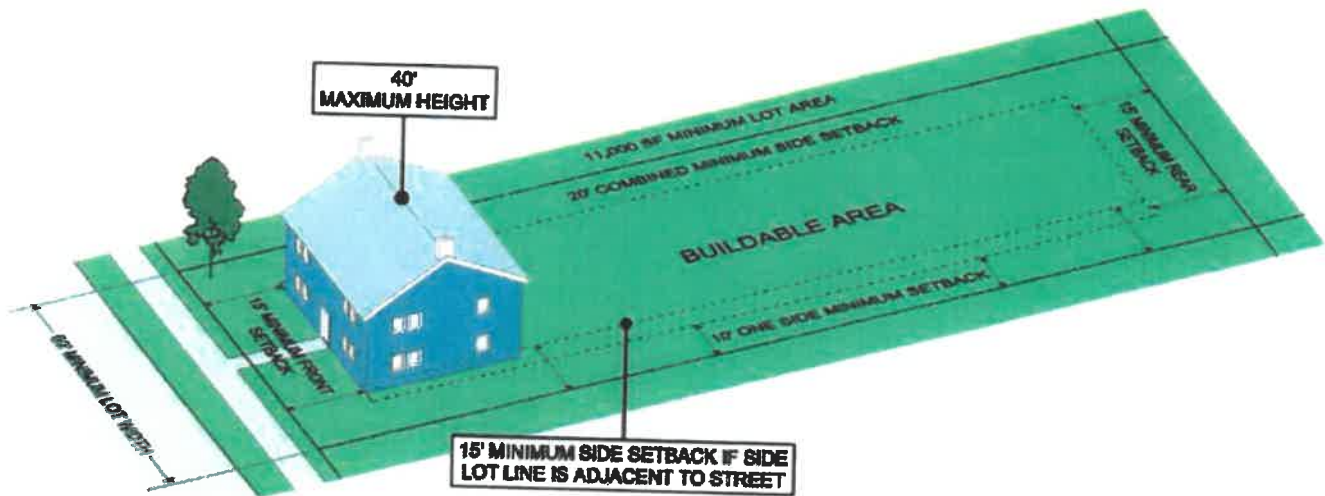 40'
MAXIMUM HEIGHT
11,000 SF MINIMUM LOT AREA
20' COMBINED MINIMUM SIDE SETBACK
15' MINIMUM REAR
SETBACK
BUILDABLE AREA
10' ONE SIDE MINIMUM SETBACK
15' MINIMUM FRONT
SETBACK
MINIMUM LOT WIDTH
15' MINIMUM SIDE SETBACK IF SIDE
LOT LINE IS ADJACENT TO STREET